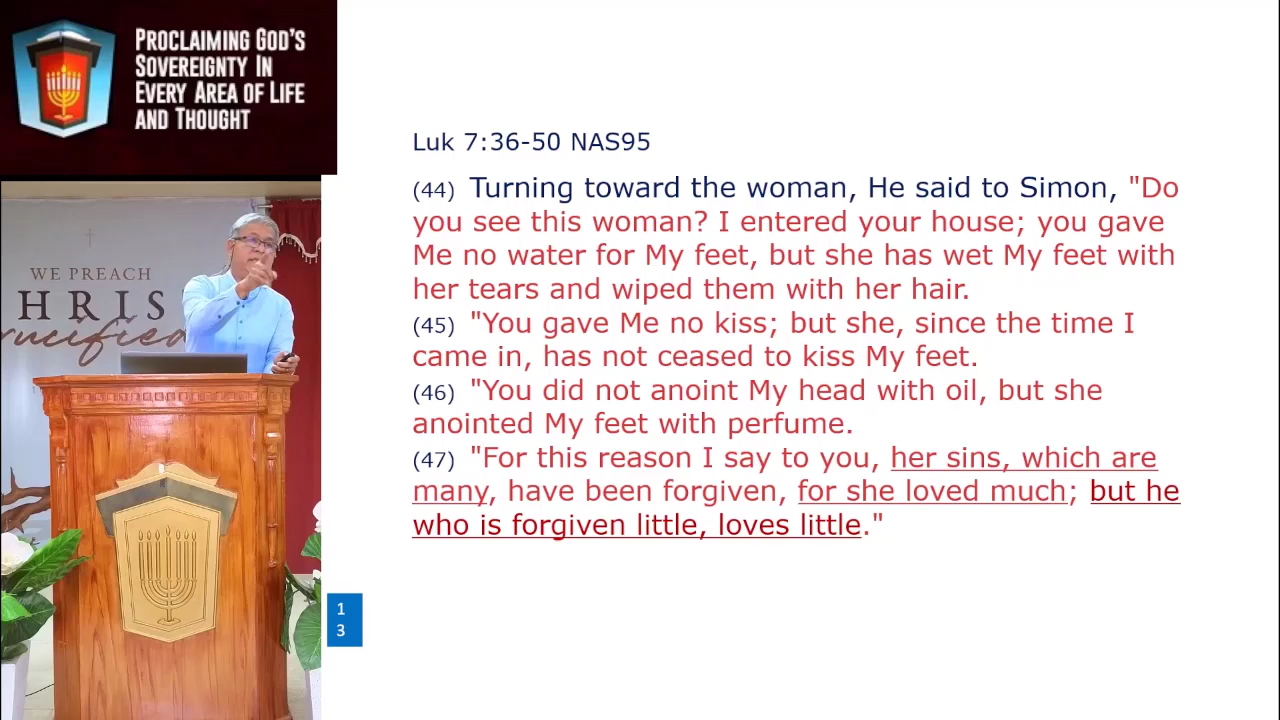 PROCLAIMING GOD'S
SOVEREIGNTY IN
EVERY AREA OF LIFE
AND THOUGHT
WE PREACH
HRIS
rucified
Luk 7:36-50 NAS95
(44) Turning toward the woman, He said to Simon, "Do
you see this woman? I entered your house; you gave
Me no water for My feet, but she has wet My feet with
her tears and wiped them with her hair.
(45) "You gave Me no kiss; but she, since the time I
came in, has not ceased to kiss My feet.
(46) "You did not anoint My head with oil, but she
anointed My feet with perfume.
(47) "For this reason I say to you, her sins, which are
many, have been forgiven, for she loved much; but he
who is forgiven little, loves little."
1
3